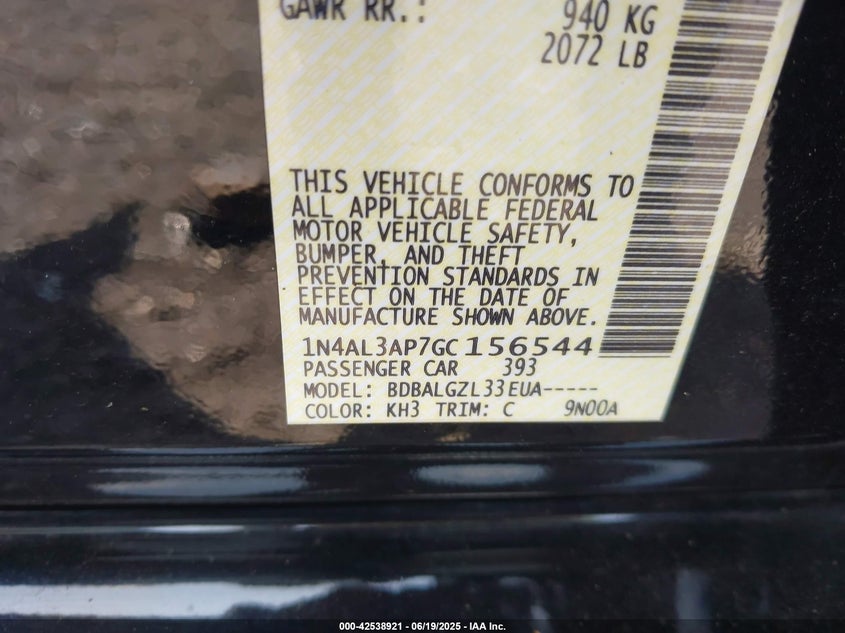 GAWR RR.: 940 KG
2072 LB
THIS VEHICLE CONFORMS TO
ALL APPLICABLE FEDERAL
MOTOR VEHICLE SAFETY,
BUMPER, AND THEFT
PREVENTION STANDARDS IN
EFFECT ON THE DATE OF
MANUFACTURE SHOWN ABOVE.
1N4AL3AP7GC156544
PASSENGER CAR 393
MODEL: BDBALGZL33EUA-----
COLOR: KH3 TRIM: C 9N00A
000-42538921 - 06/19/2025 - IAA Inc.